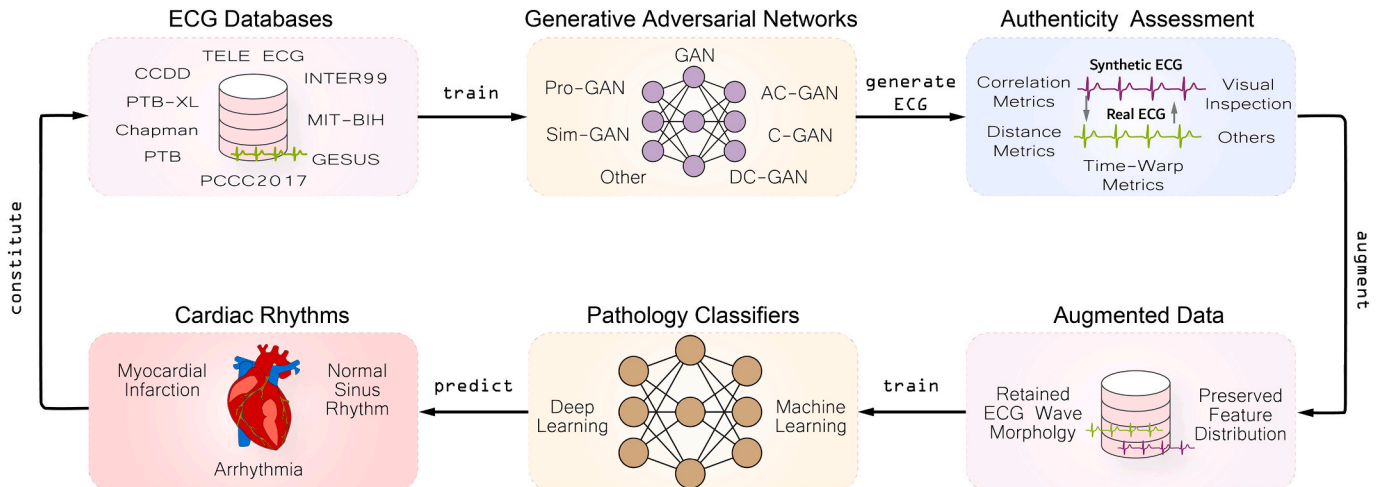 ECG Databases
TELE ECG
CCDD
INTER99
PTB-XL
MIT-BIH
Chapman
PTB
GESUS
PCCC2017
train
Generative Adversarial Networks
GAN
Pro-GAN
AC-GAN
Sim-GAN
C-GAN
Other
DC-GAN
generate
ECG
Authenticity Assessment
Synthetic ECG
Correlation
Metrics
Visual
Inspection
Real ECG
Distance
Metrics
Others
Time-Warp
Metrics
augment
constitute
Cardiac Rhythms
Myocardial
Infarction
Normal
Sinus
Rhythm
Arrhythmia
predict
Pathology Classifiers
Deep
Learning
Machine
Learning
train
Augmented Data
Retained
ECG Wave
Morpholgy
Preserved
Feature
Distribution